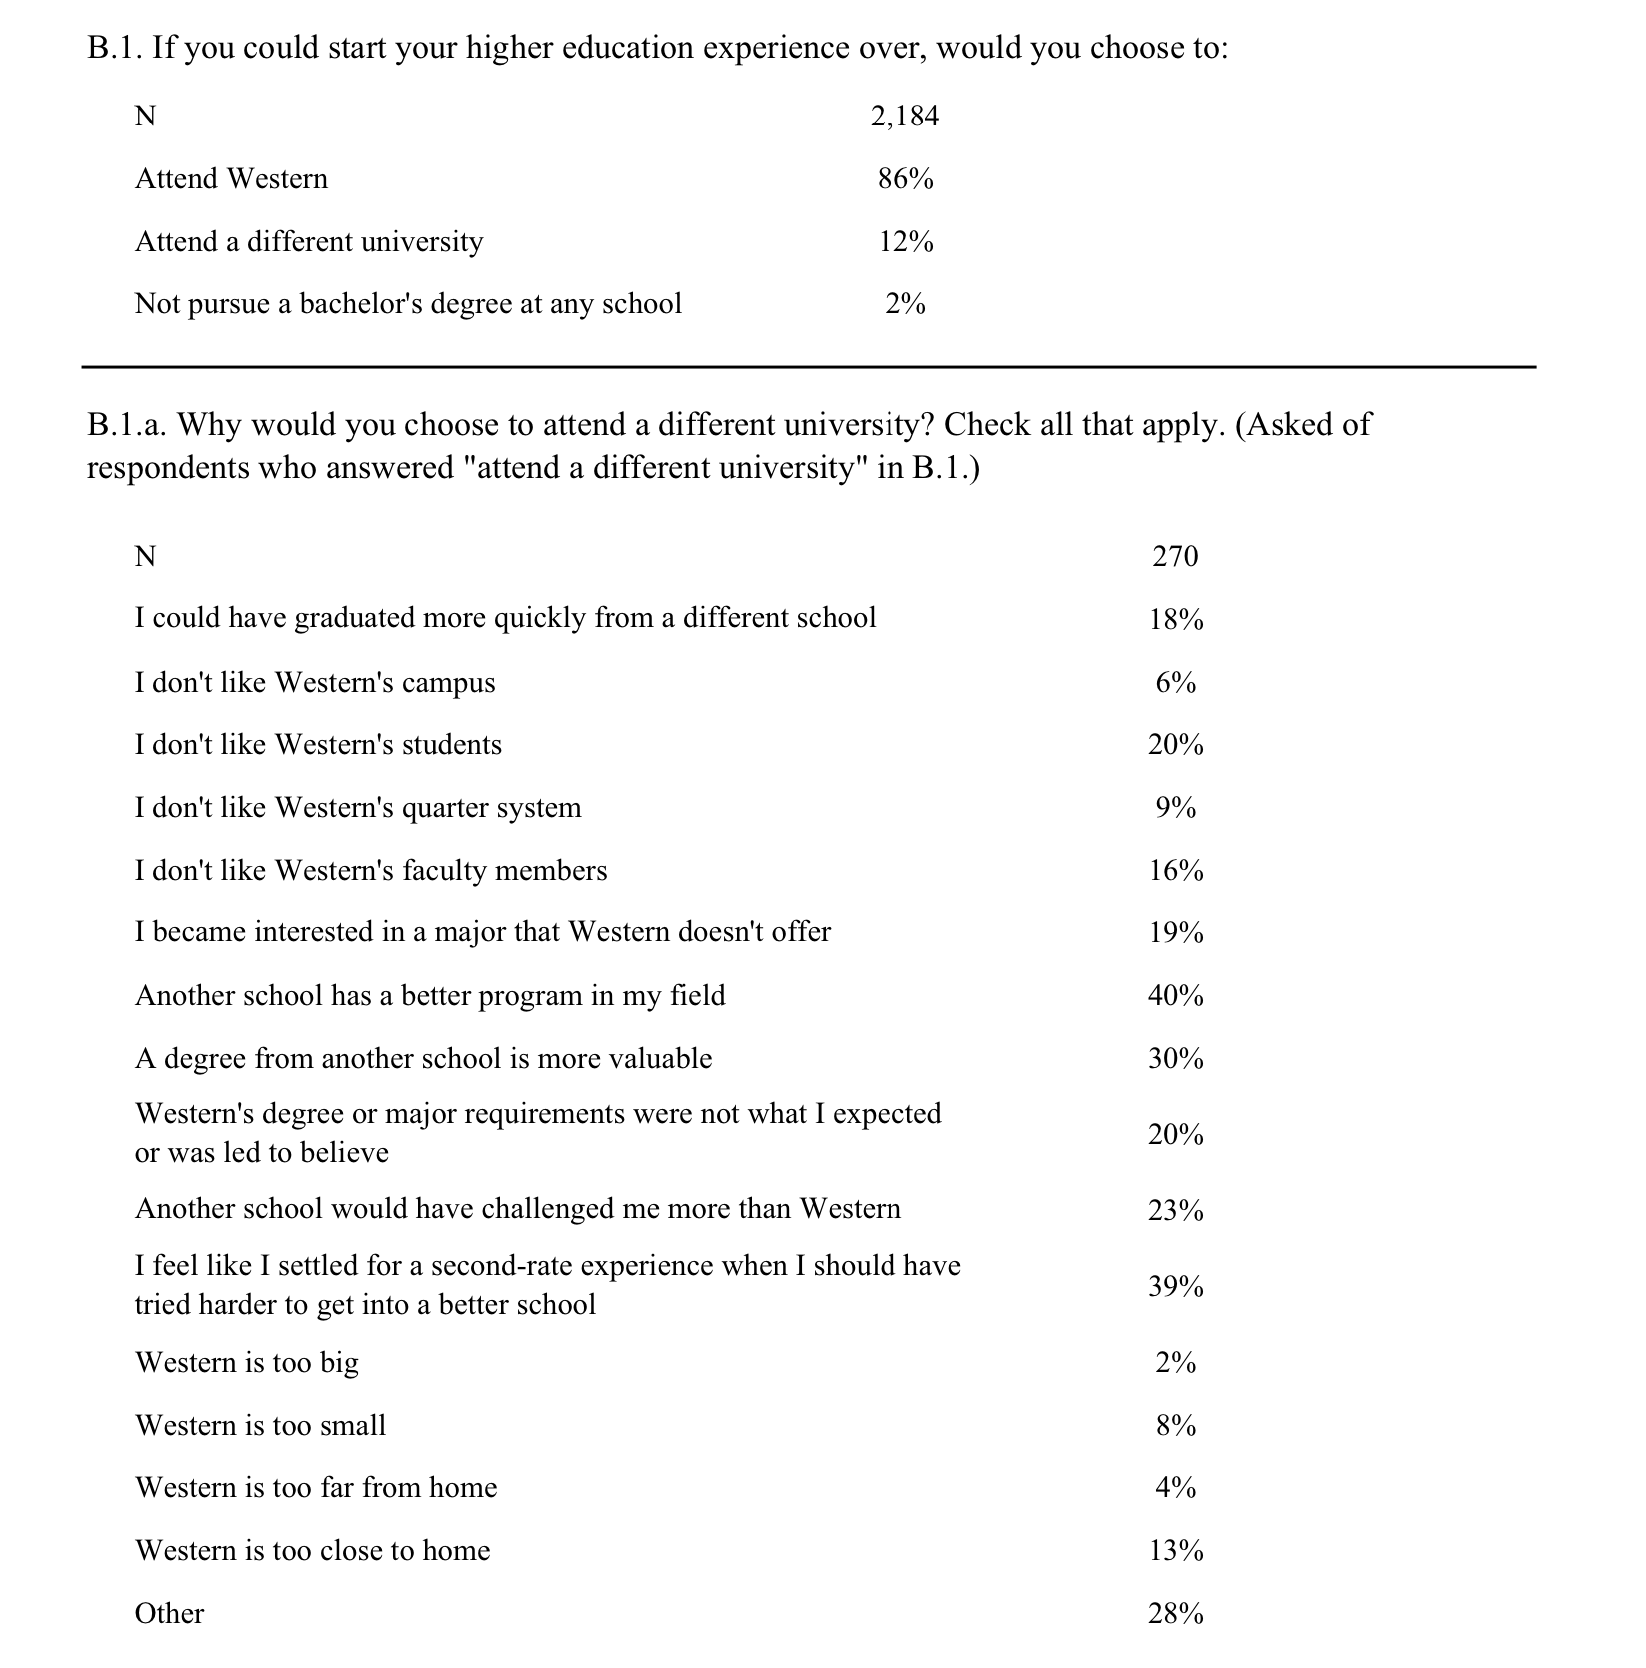 B.1. If you could start your higher education experience over, would you choose to:
N 2,184
Attend Western 86%
Attend a different university 12%
Not pursue a bachelor's degree at any school 2%
B.1.a. Why would you choose to attend a different university? Check all that apply. (Asked of
respondents who answered "attend a different university" in B.1.)
N 270
I could have graduated more quickly from a different school 18%
I don't like Western's campus 6%
I don't like Western's students 20%
I don't like Western's quarter system 9%
I don't like Western's faculty members 16%
I became interested in a major that Western doesn't offer 19%
Another school has a better program in my field 40%
A degree from another school is more valuable 30%
Western's degree or major requirements were not what I expected
or was led to believe 20%
Another school would have challenged me more than Western 23%
I feel like I settled for a second-rate experience when I should have
tried harder to get into a better school 39%
Western is too big 2%
Western is too small 8%
Western is too far from home 4%
Western is too close to home 13%
Other 28%